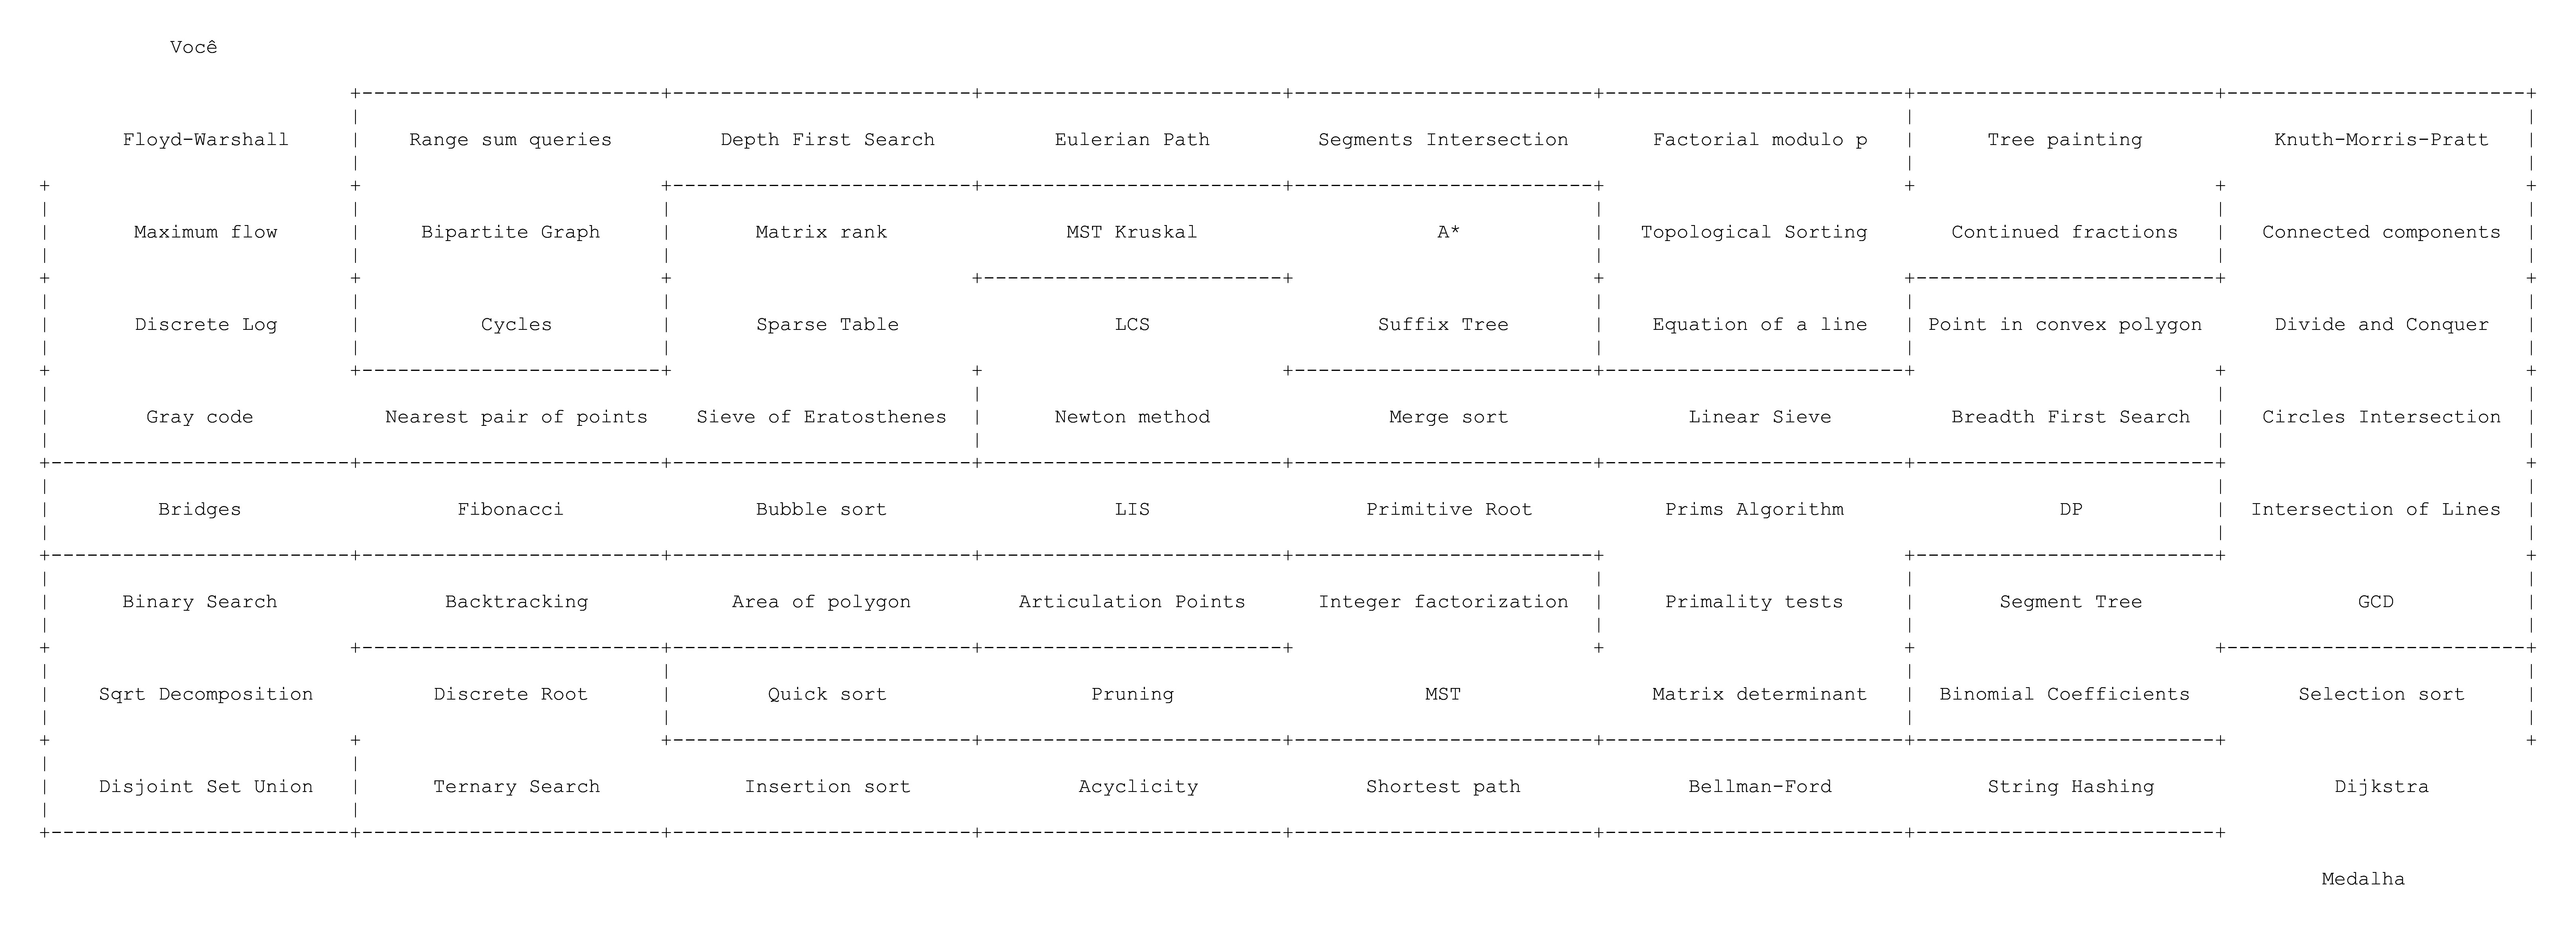 Você
Floyd-Warshall Range sum queries Depth First Search Eulerian Path Segments Intersection Factorial modulo p Tree painting Knuth-Morris-Pratt
Maximum flow Bipartite Graph Matrix rank MST Kruskal A* Topological Sorting Continued fractions Connected components
Discrete Log Cycles Sparse Table LCS Suffix Tree Equation of a line Point in convex polygon Divide and Conquer
Gray code Nearest pair of points Sieve of Eratosthenes Newton method Merge sort Linear Sieve Breadth First Search Circles Intersection
Bridges Fibonacci Bubble sort LIS Primitive Root Prims Algorithm DP Intersection of Lines
Binary Search Backtracking Area of polygon Articulation Points Integer factorization Primality tests Segment Tree GCD
Sqrt Decomposition Discrete Root Quick sort Pruning MST Matrix determinant Binomial Coefficients Selection sort
Disjoint Set Union Ternary Search Insertion sort Acyclicity Shortest path Bellman-Ford String Hashing Dijkstra
Medalha